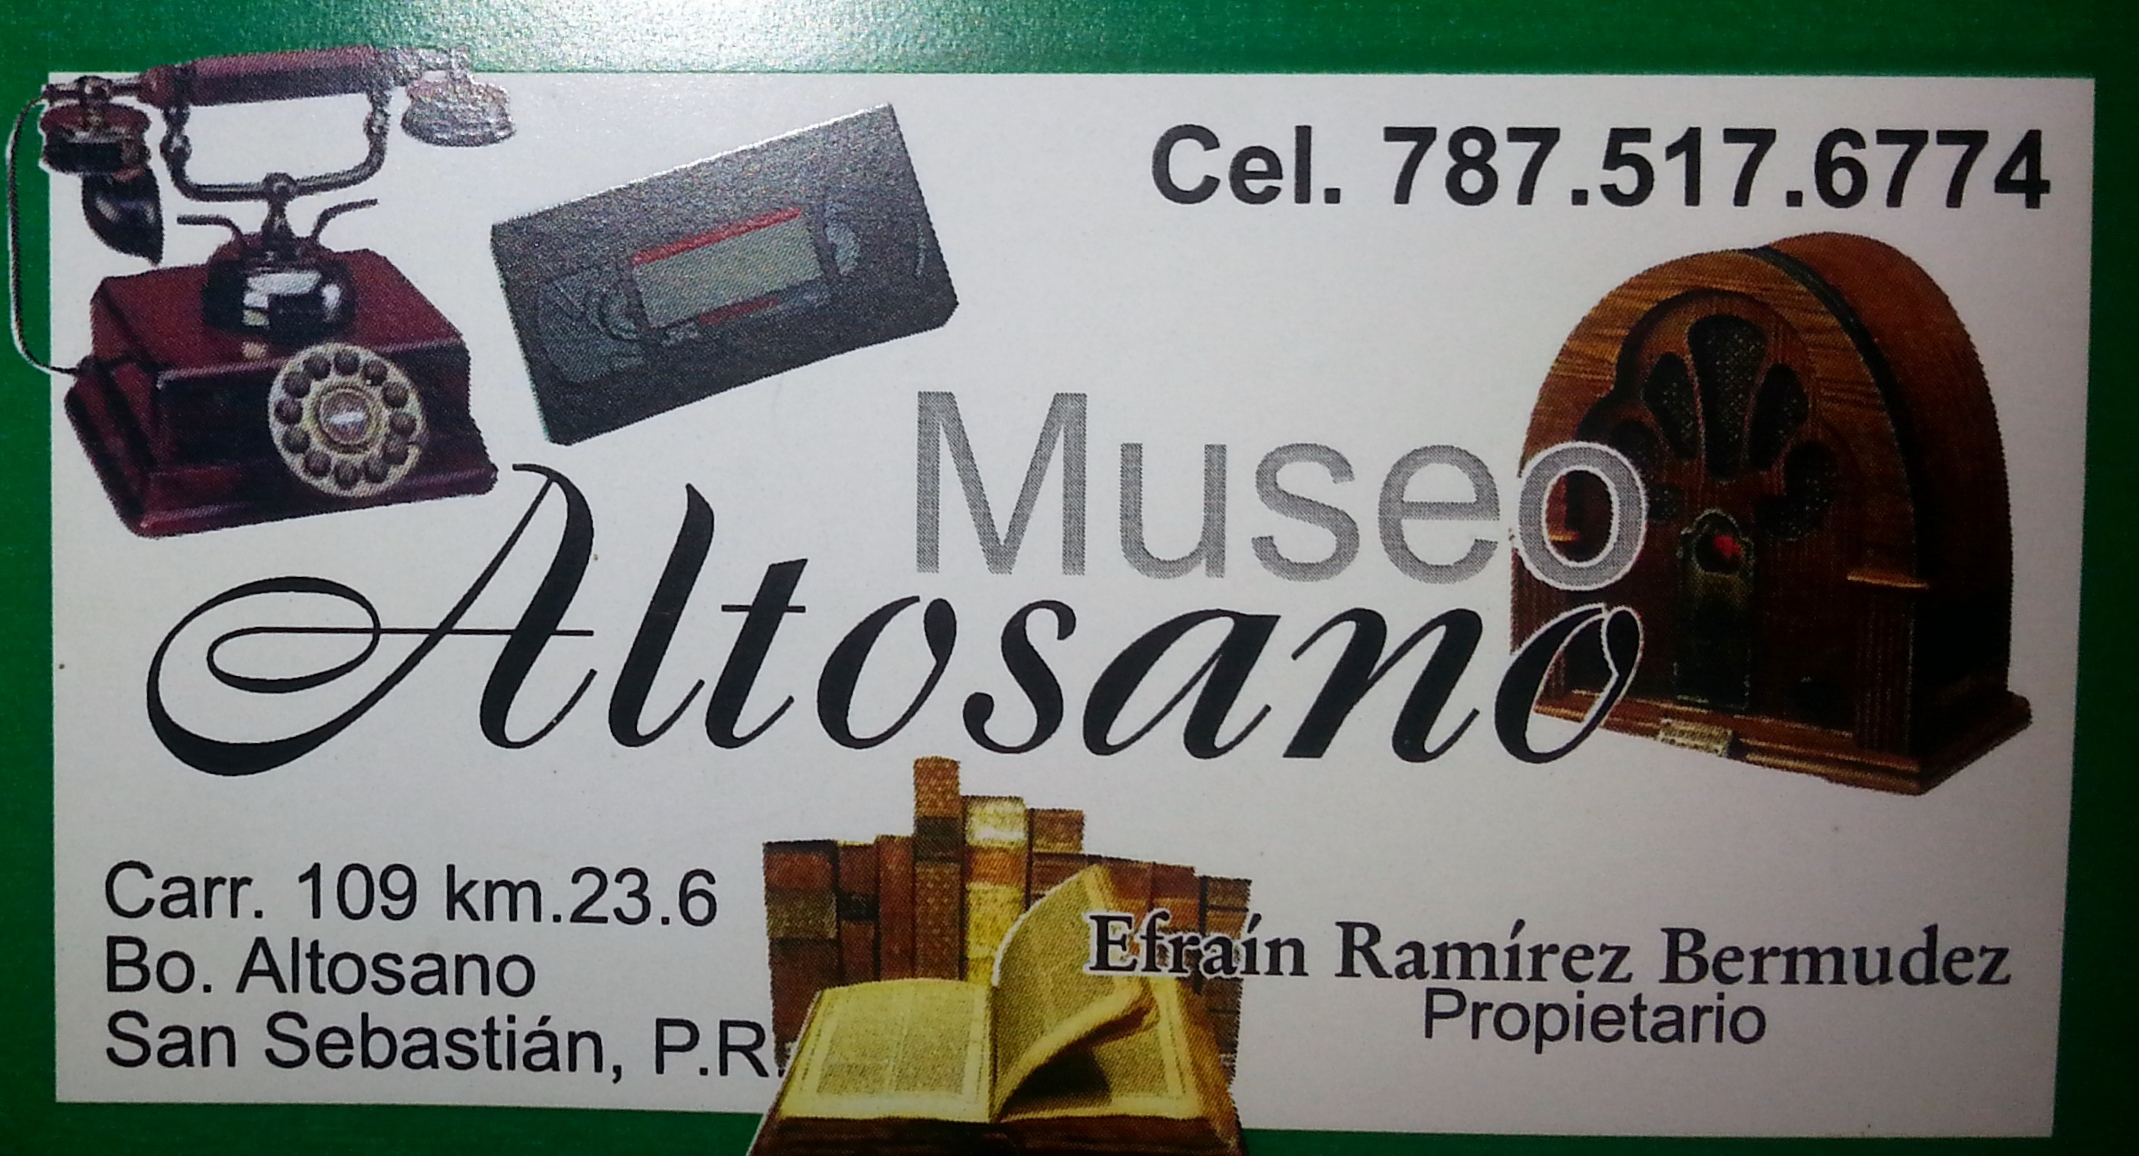 Cel. 787.517.6774
Museo
Altosano
Carr. 109 km.23.6
Bo. Altosano
San Sebastián, P.R.
Efraín Ramírez Bermudez
Propietario